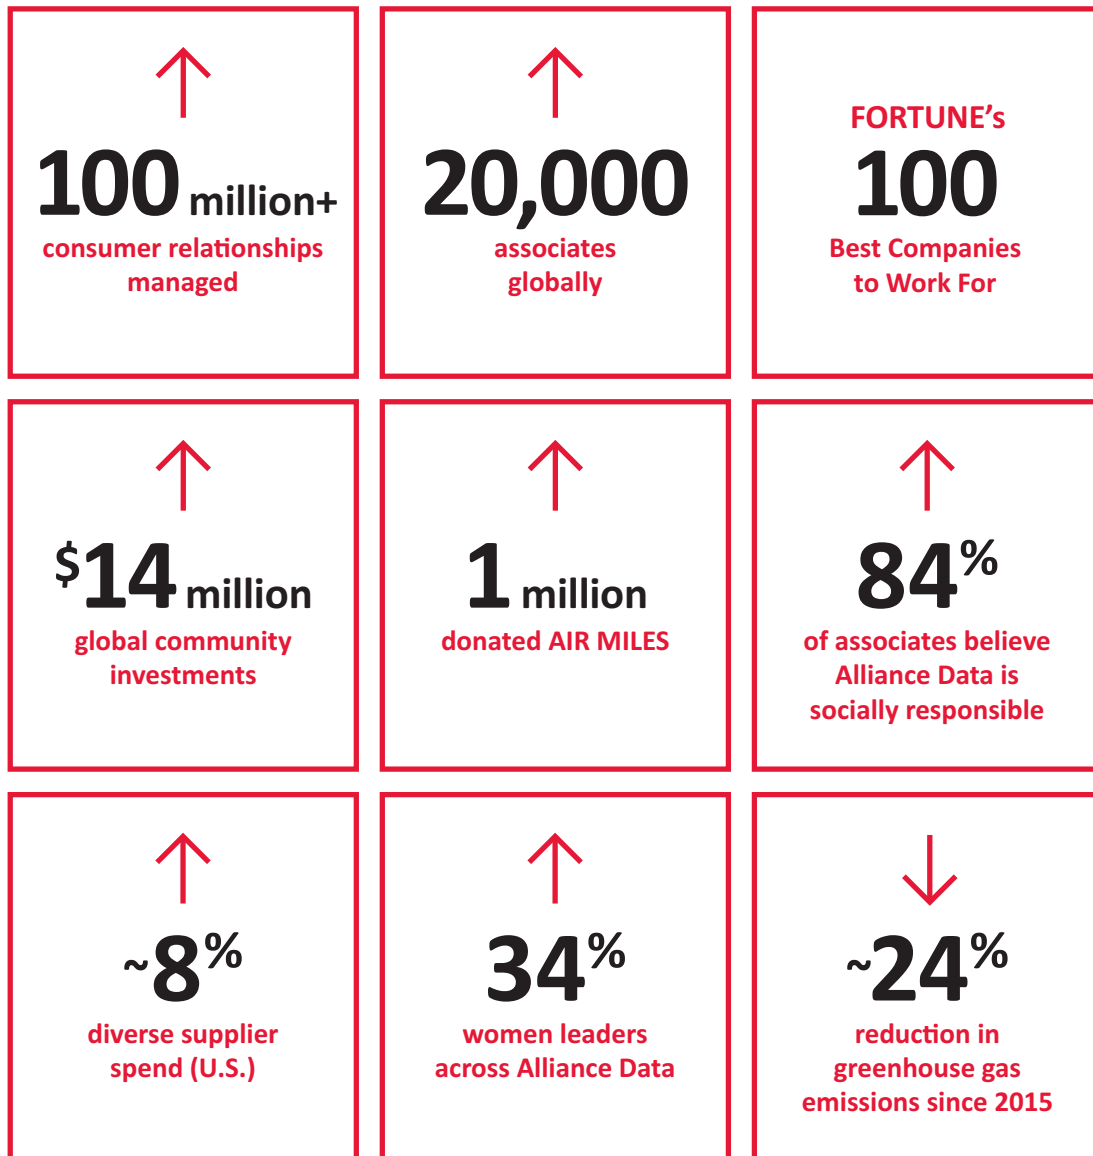 100 million+
consumer relationships
managed
20,000
associates
globally
FORTUNE's
100
Best Companies
to Work For
$14 million
global community
investments
1 million
donated AIR MILES
84%
of associates believe
Alliance Data is
socially responsible
~8%
diverse supplier
spend (U.S.)
34%
women leaders
across Alliance Data
~24%
reduction in
greenhouse gas
emissions since 2015